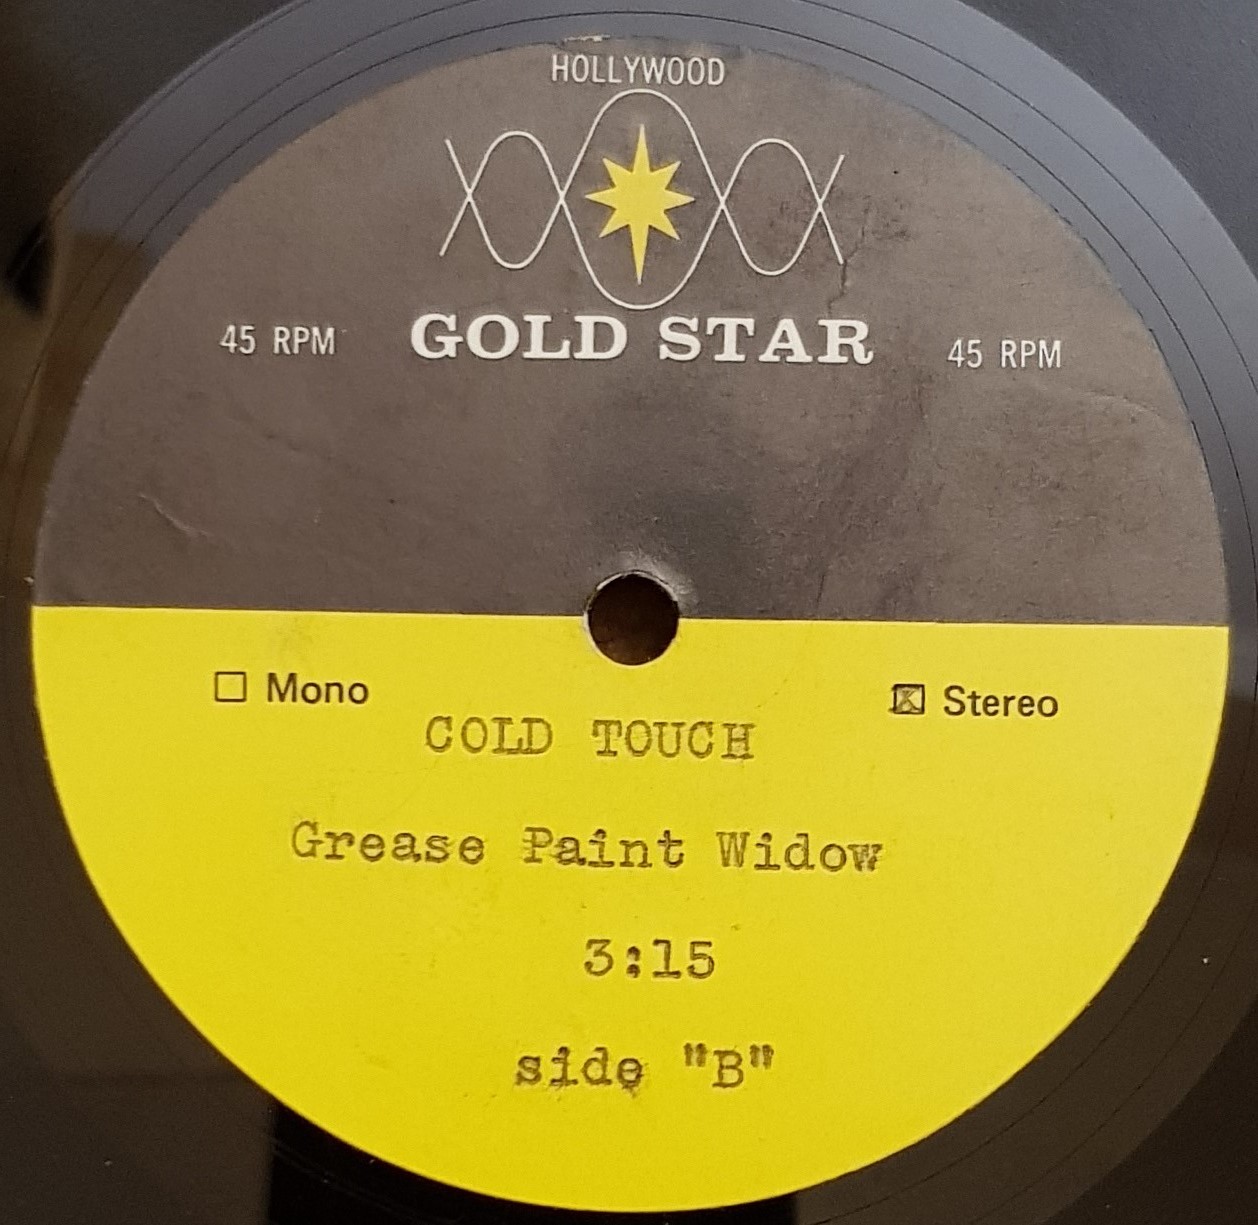 HOLLYWOOD
45 RPM GOLD STAR 45 RPM
Mono Stereo
COLD TOUCH
Grease Paint Widow
3:15
side "B"